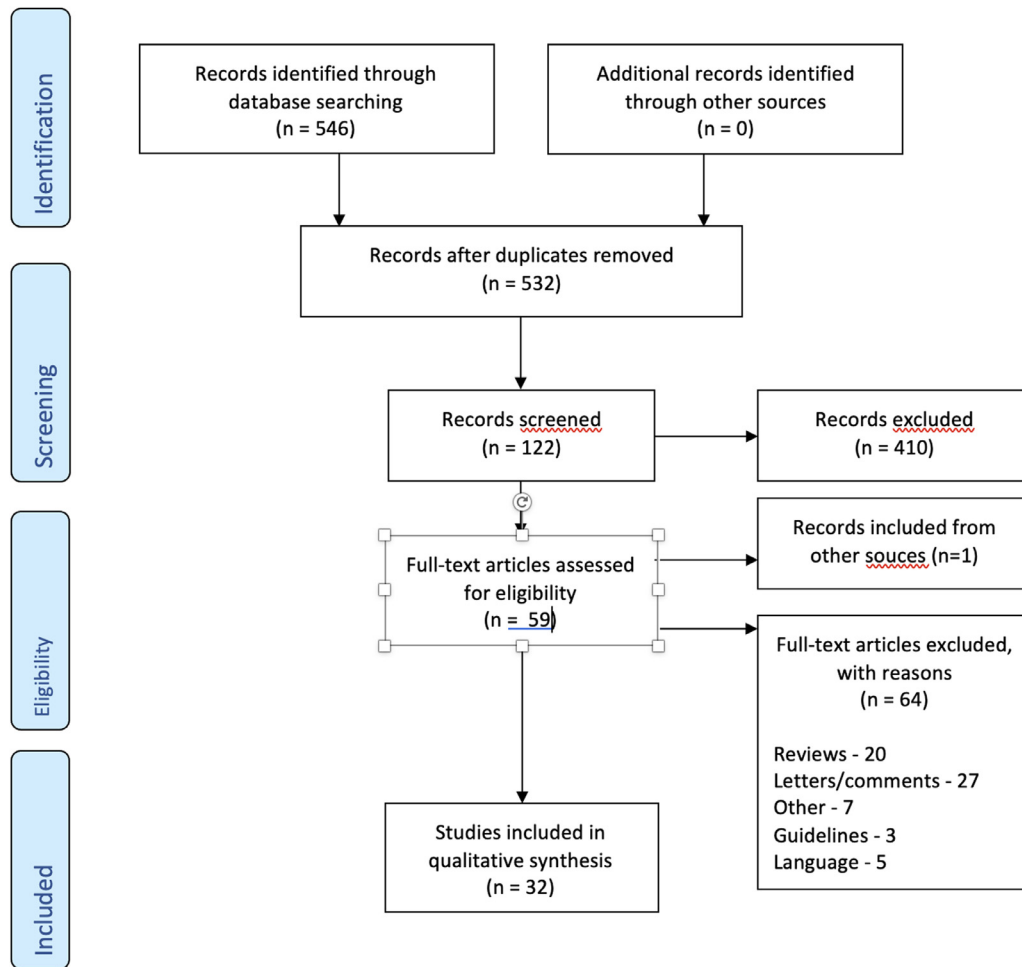 Identification
Records identified through
database searching
(n = 546)
Additional records identified
through other sources
(n = 0)
Records after duplicates removed
(n = 532)
Screening
Records screened
(n = 122)
Records excluded
(n = 410)
Eligibility
Full-text articles assessed
for eligibility
(n = 59)
Records included from
other souces (n=1)
Full-text articles excluded,
with reasons
(n = 64)
Reviews - 20
Letters/comments - 27
Other - 7
Guidelines - 3
Language - 5
Included
Studies included in
qualitative synthesis
(n = 32)